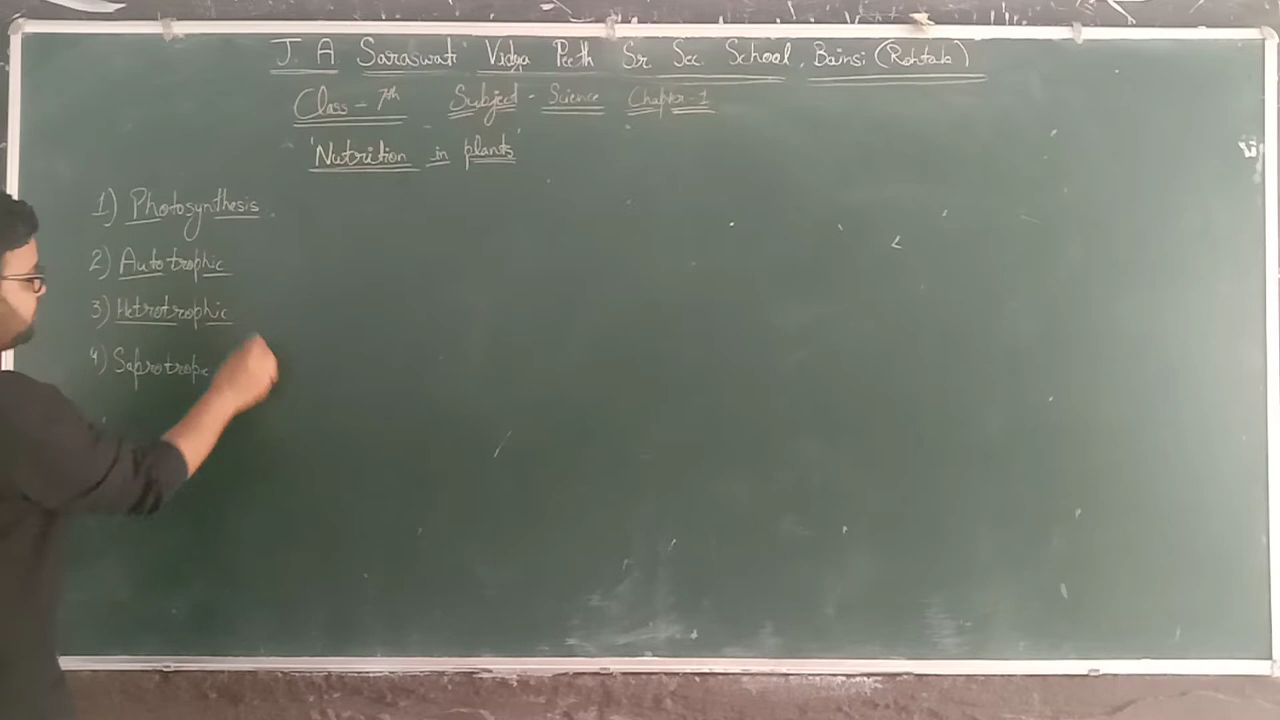 J. A Saraswati Vidya Peeth Sr. Sec. School, Bainsi (Rohtak)
Class - 7th Subject - Science Chapter-1
'Nutrition in plants'
1) Photosynthesis
2) Autotrophic
3) Hetrotrophic
4) Saprotrop